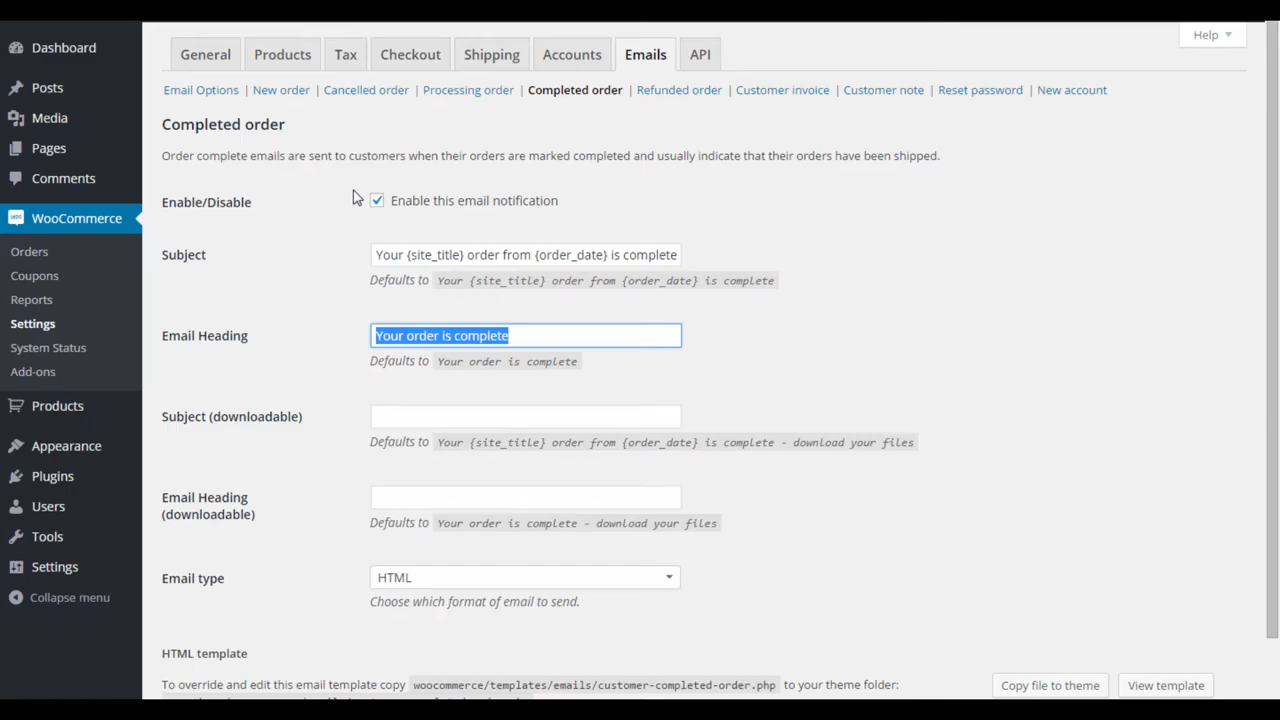 Help
Dashboard
Posts
Media
Pages
Comments
WooCommerce
Orders
Coupons
Reports
Settings
System Status
Add-ons
Products
Appearance
Plugins
Users
Tools
Settings
Collapse menu
General Products Tax Checkout Shipping Accounts Emails API
Email Options | New order | Cancelled order | Processing order | Completed order | Refunded order | Customer invoice | Customer note | Reset password | New account
Completed order
Order complete emails are sent to customers when their orders are marked completed and usually indicate that their orders have been shipped.
Enable/Disable Enable this email notification
Subject Your {site_title} order from {order_date} is complete
Defaults to Your {site_title} order from {order_date} is complete
Email Heading Your order is complete
Defaults to Your order is complete
Subject (downloadable)
Defaults to Your {site_title} order from {order_date} is complete - download your files
Email Heading
(downloadable)
Defaults to Your order is complete - download your files
Email type HTML
Choose which format of email to send.
HTML template
To override and edit this email template copy woocommerce/templates/emails/customer-completed-order.php to your theme folder:
Copy file to theme View template